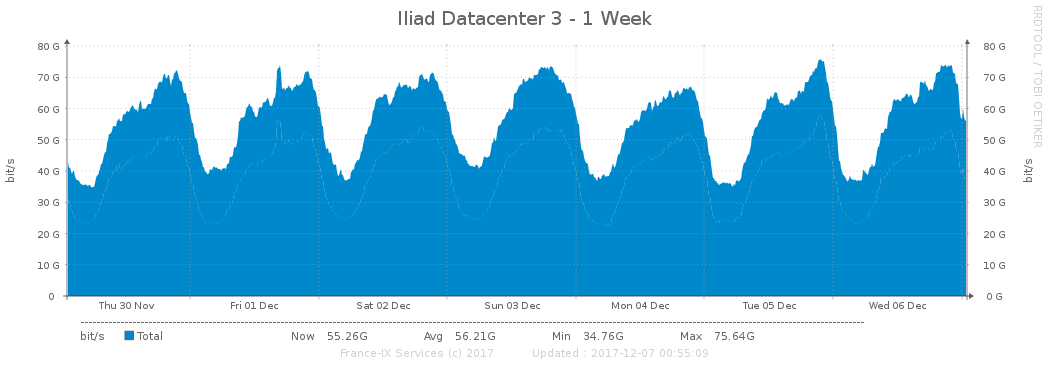 Iliad Datacenter 3 - 1 Week
RRDTOOL / TOBI OETIKER
80 G 80 G
70 G 70 G
60 G 60 G
50 G 50 G
40 G 40 G
30 G 30 G
20 G 20 G
10 G 10 G
0 0 G
bit/s bit/s
Thu 30 Nov Fri 01 Dec Sat 02 Dec Sun 03 Dec Mon 04 Dec Tue 05 Dec Wed 06 Dec
bit/s Total Now 55.26G Avg 56.21G Min 34.76G Max 75.64G
France-IX Services (c) 2017 Updated : 2017-12-07 00:55:09